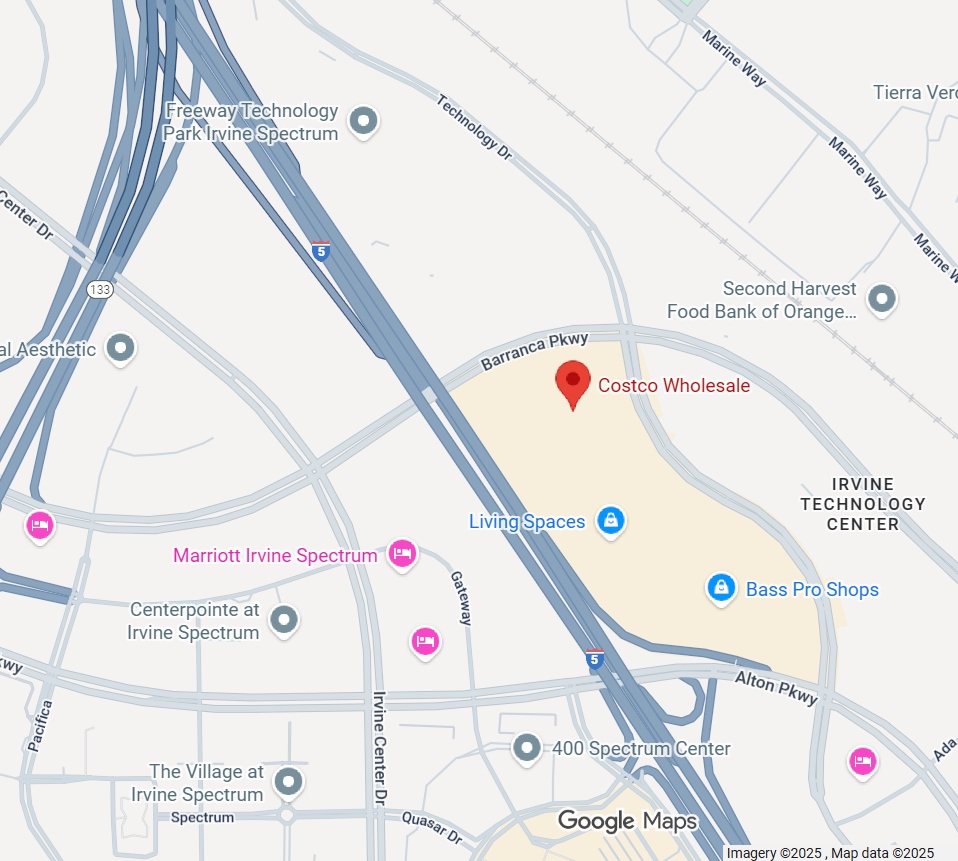 Marine Way
Tierra Verd
Technology Dr
Freeway Technology
Park Irvine Spectrum
Marine Way
Center Dr
5
Marine W
133
Second Harvest
Food Bank of Orange...
al Aesthetic
Barranca Pkwy
Costco Wholesale
IRVINE
TECHNOLOGY
CENTER
Living Spaces
Marriott Irvine Spectrum
Gateway
Bass Pro Shops
Centerpointe at
Irvine Spectrum
5
kwy
Alton Pkwy
Pacifica
Irvine Center Dr
400 Spectrum Center
Ada
The Village at
Irvine Spectrum
Spectrum
Quasar Dr
Google Maps
Imagery ©2025 , Map data ©2025